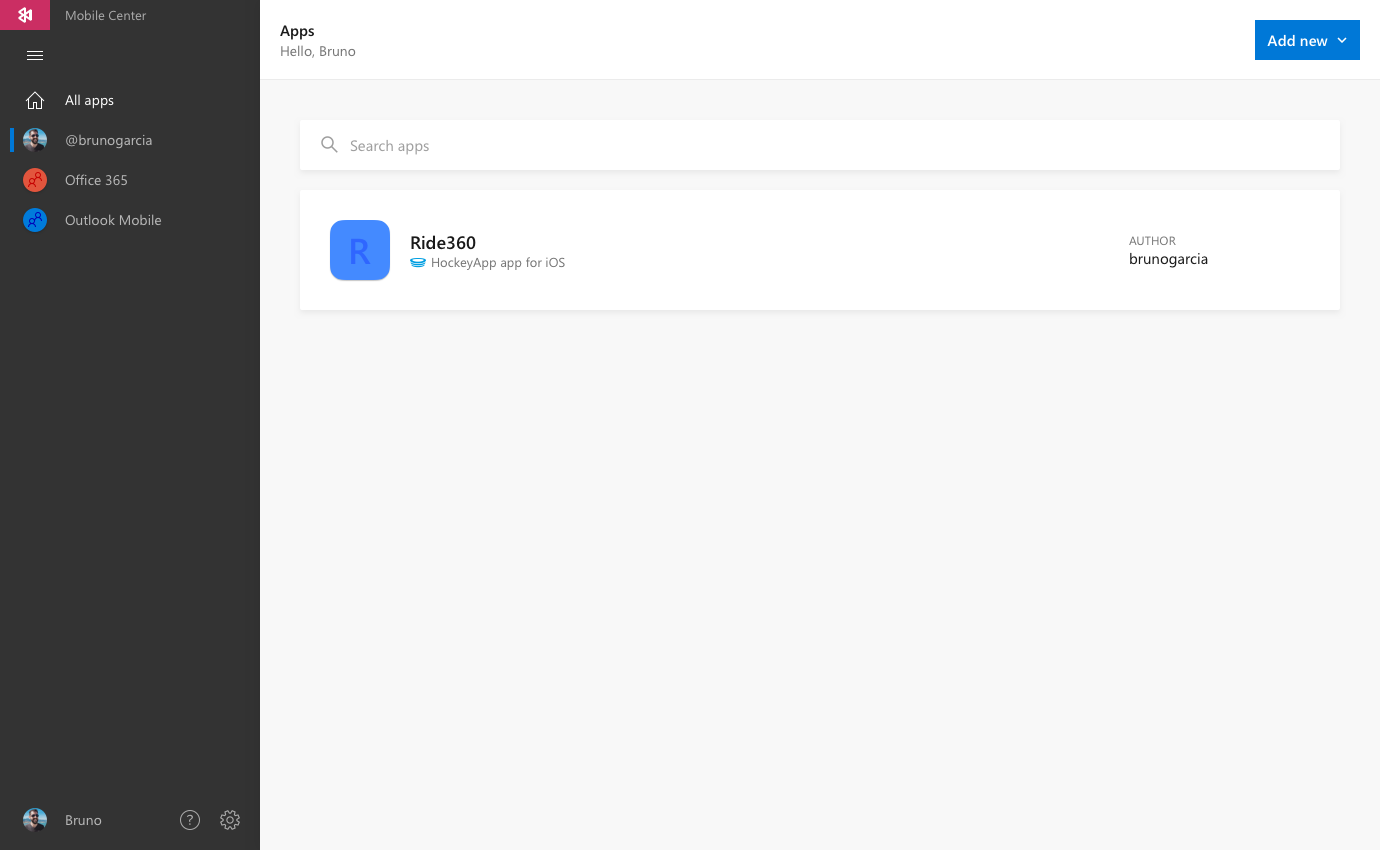 Mobile Center
All apps
@brunogarcia
Office 365
Outlook Mobile
Bruno
?
Apps
Hello, Bruno
Add new
Search apps
R
Ride360
HockeyApp app for iOS
AUTHOR
brunogarcia